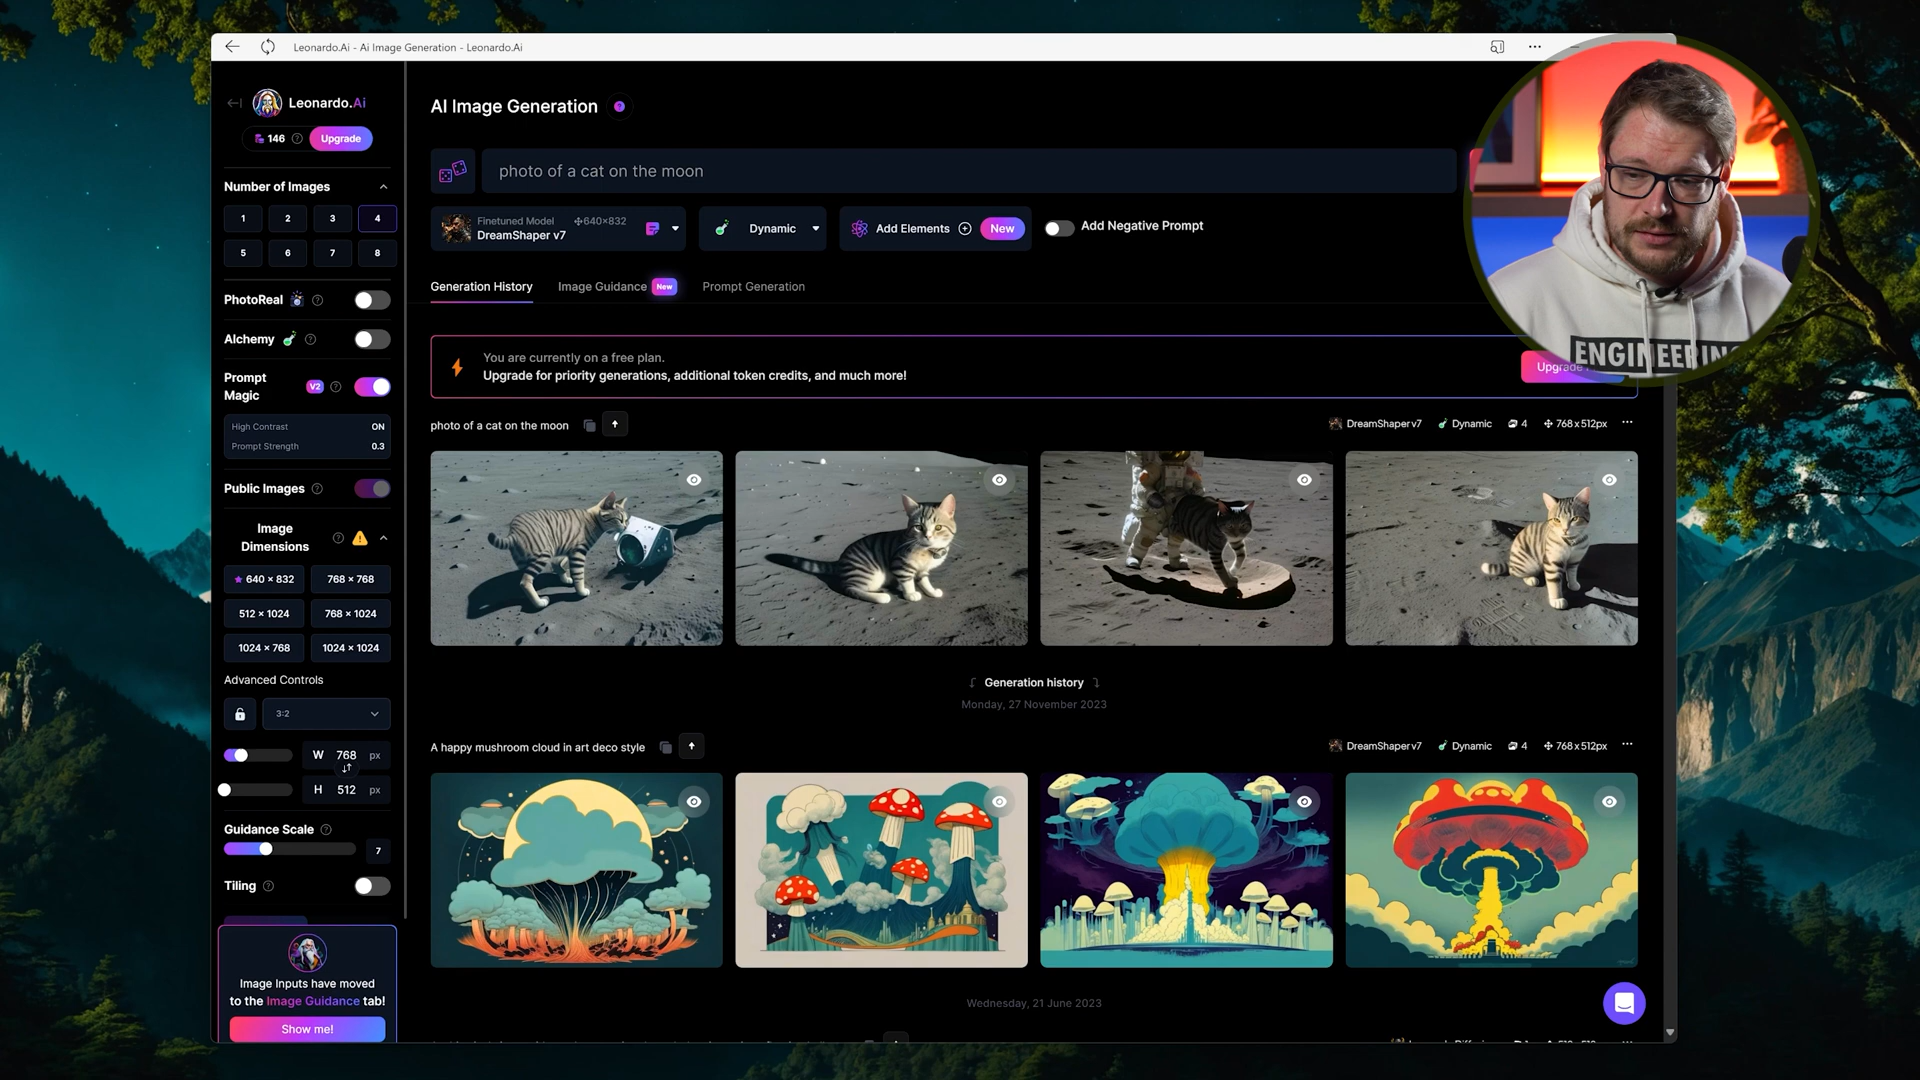 Leonardo.Ai - Ai Image Generation - Leonardo.Ai
Leonardo.Ai
146
Upgrade
Number of Images
1 2 3 4
5 6 7 8
PhotoReal
Alchemy
Prompt
Magic
V2
High Contrast ON
Prompt Strength 0.3
Public Images
Image
Dimensions
640 × 832 768 × 768
512 × 1024 768 × 1024
1024 × 768 1024 × 1024
Advanced Controls
3:2
W 768 px
H 512 px
Guidance Scale
7
Tiling
Image Inputs have moved
to the Image Guidance tab!
Show me!
AI Image Generation
photo of a cat on the moon
Finetuned Model 640×832
DreamShaper v7
Dynamic
Add Elements
New
Add Negative Prompt
Generation History
Image Guidance New
Prompt Generation
You are currently on a free plan.
Upgrade for priority generations, additional token credits, and much more!
Upgrade
ENGINEERING
photo of a cat on the moon
DreamShaper v7 Dynamic 4 768x512px
Generation history
Monday, 27 November 2023
A happy mushroom cloud in art deco style
DreamShaper v7 Dynamic 4 768x512px
Wednesday, 21 June 2023